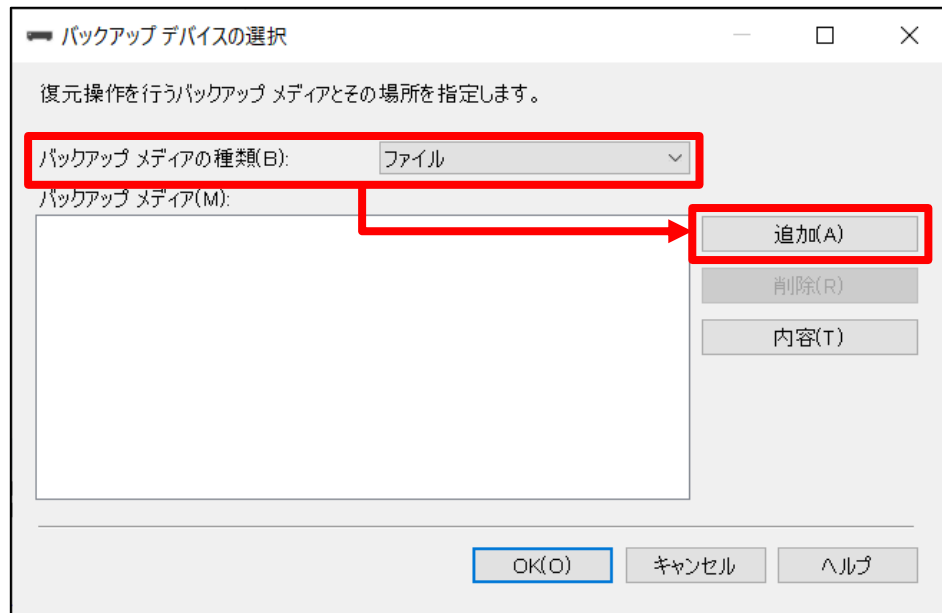 バックアップ デバイスの選択
復元操作を行うバックアップ メディアとその場所を指定します。
バックアップ メディアの種類(B): ファイル
バックアップ メディア(M):
追加(A)
削除(R)
内容(T)
OK(O) キャンセル ヘルプ